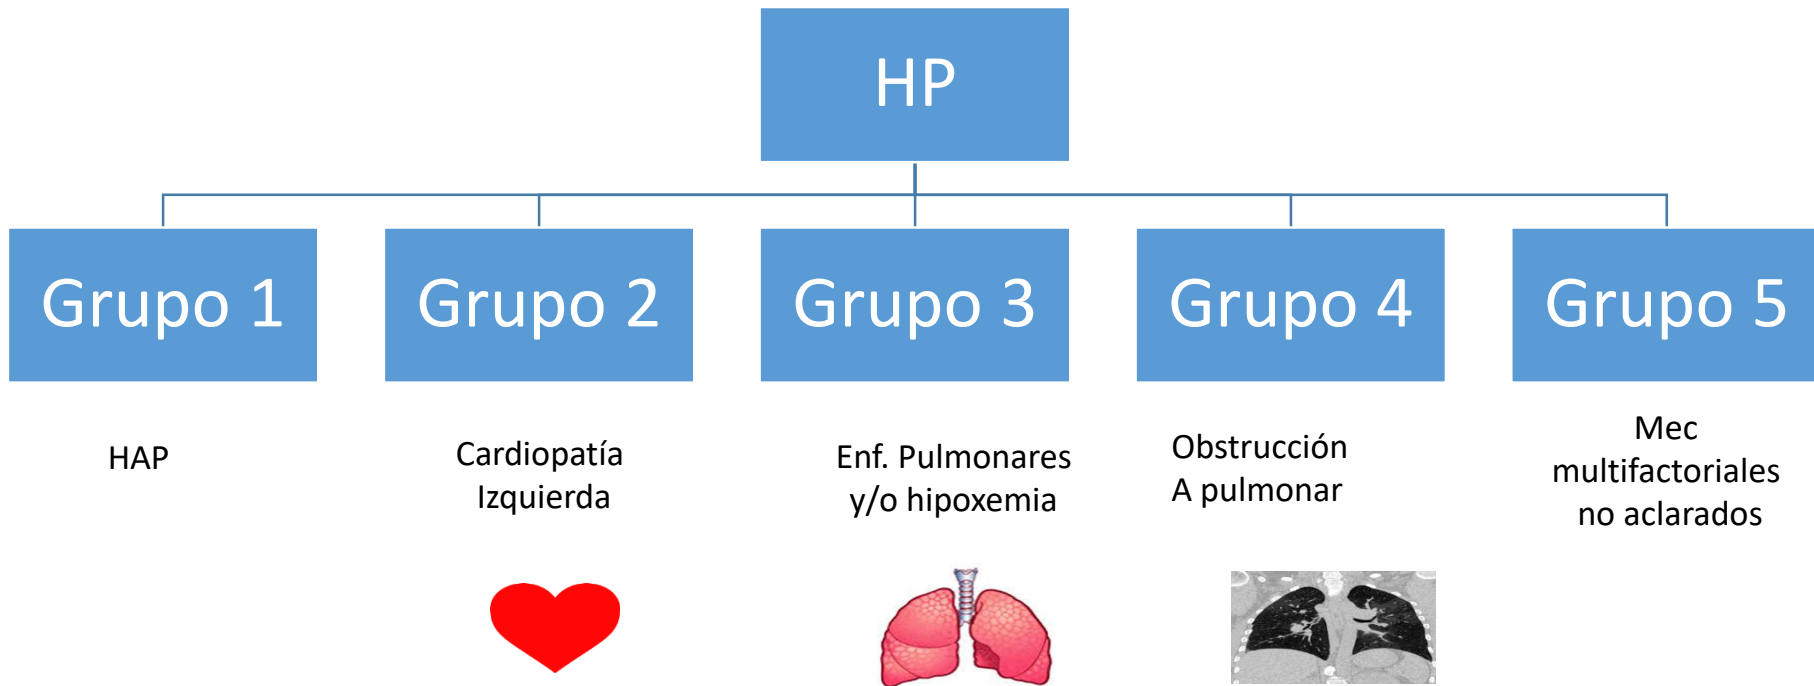 HP
Grupo 1
Grupo 2
Grupo 3
Grupo 4
Grupo 5
HAP
Cardiopatía
Izquierda
Enf. Pulmonares
y/o hipoxemia
Obstrucción
A pulmonar
Mec
multifactoriales
no aclarados